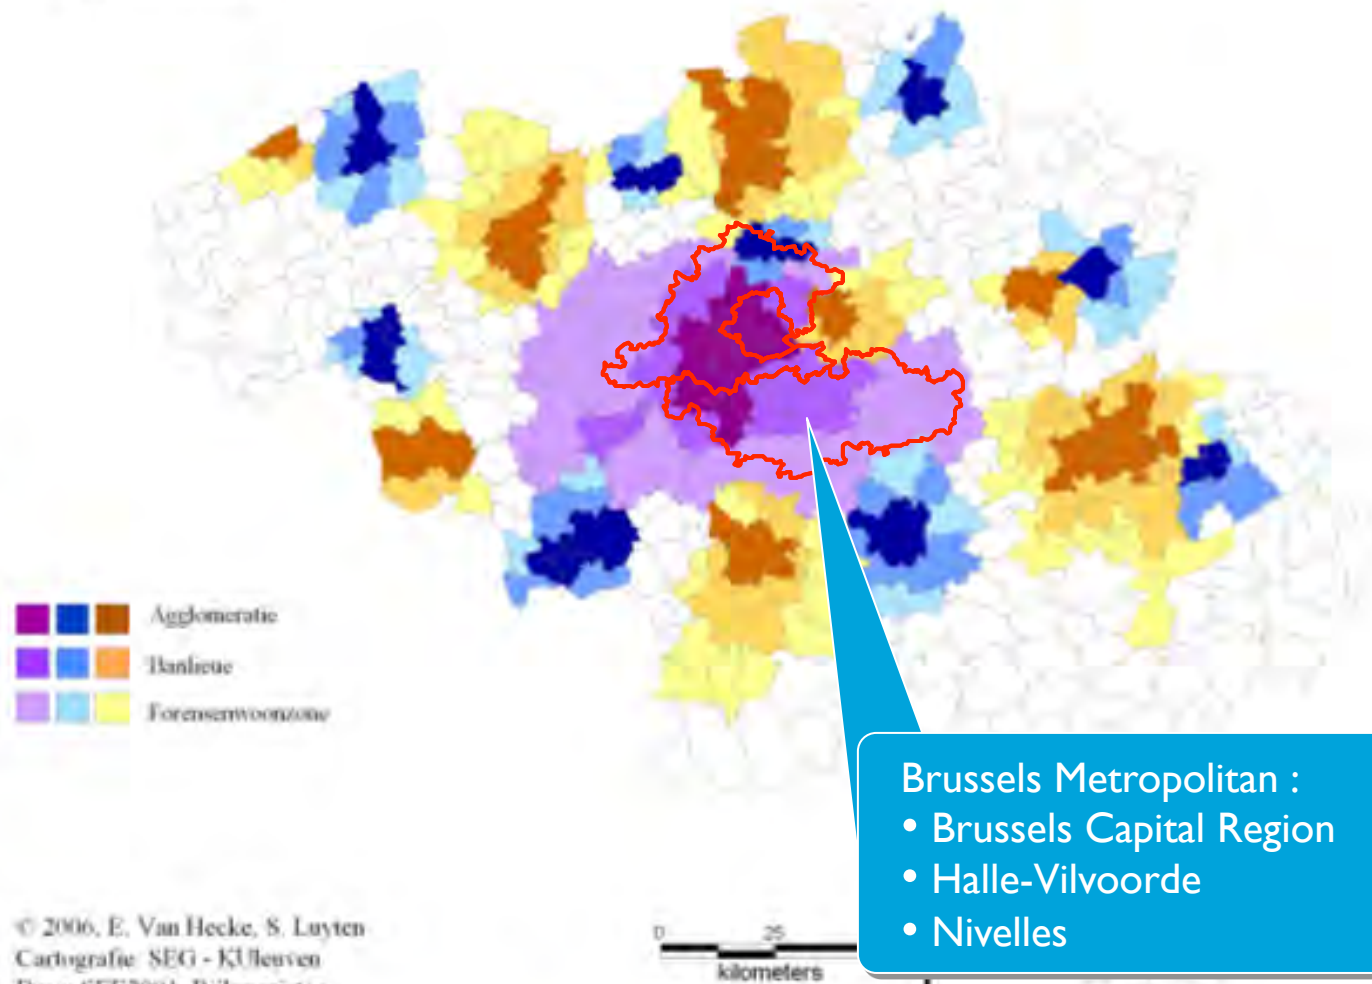 Agglomeratie
Banlieue
Forensenwoonzone
Brussels Metropolitan :
• Brussels Capital Region
• Halle-Vilvoorde
• Nivelles
© 2006, E. Van Hecke, S. Luyten
Cartografie SEG - KUleuven
0 25
kilometers